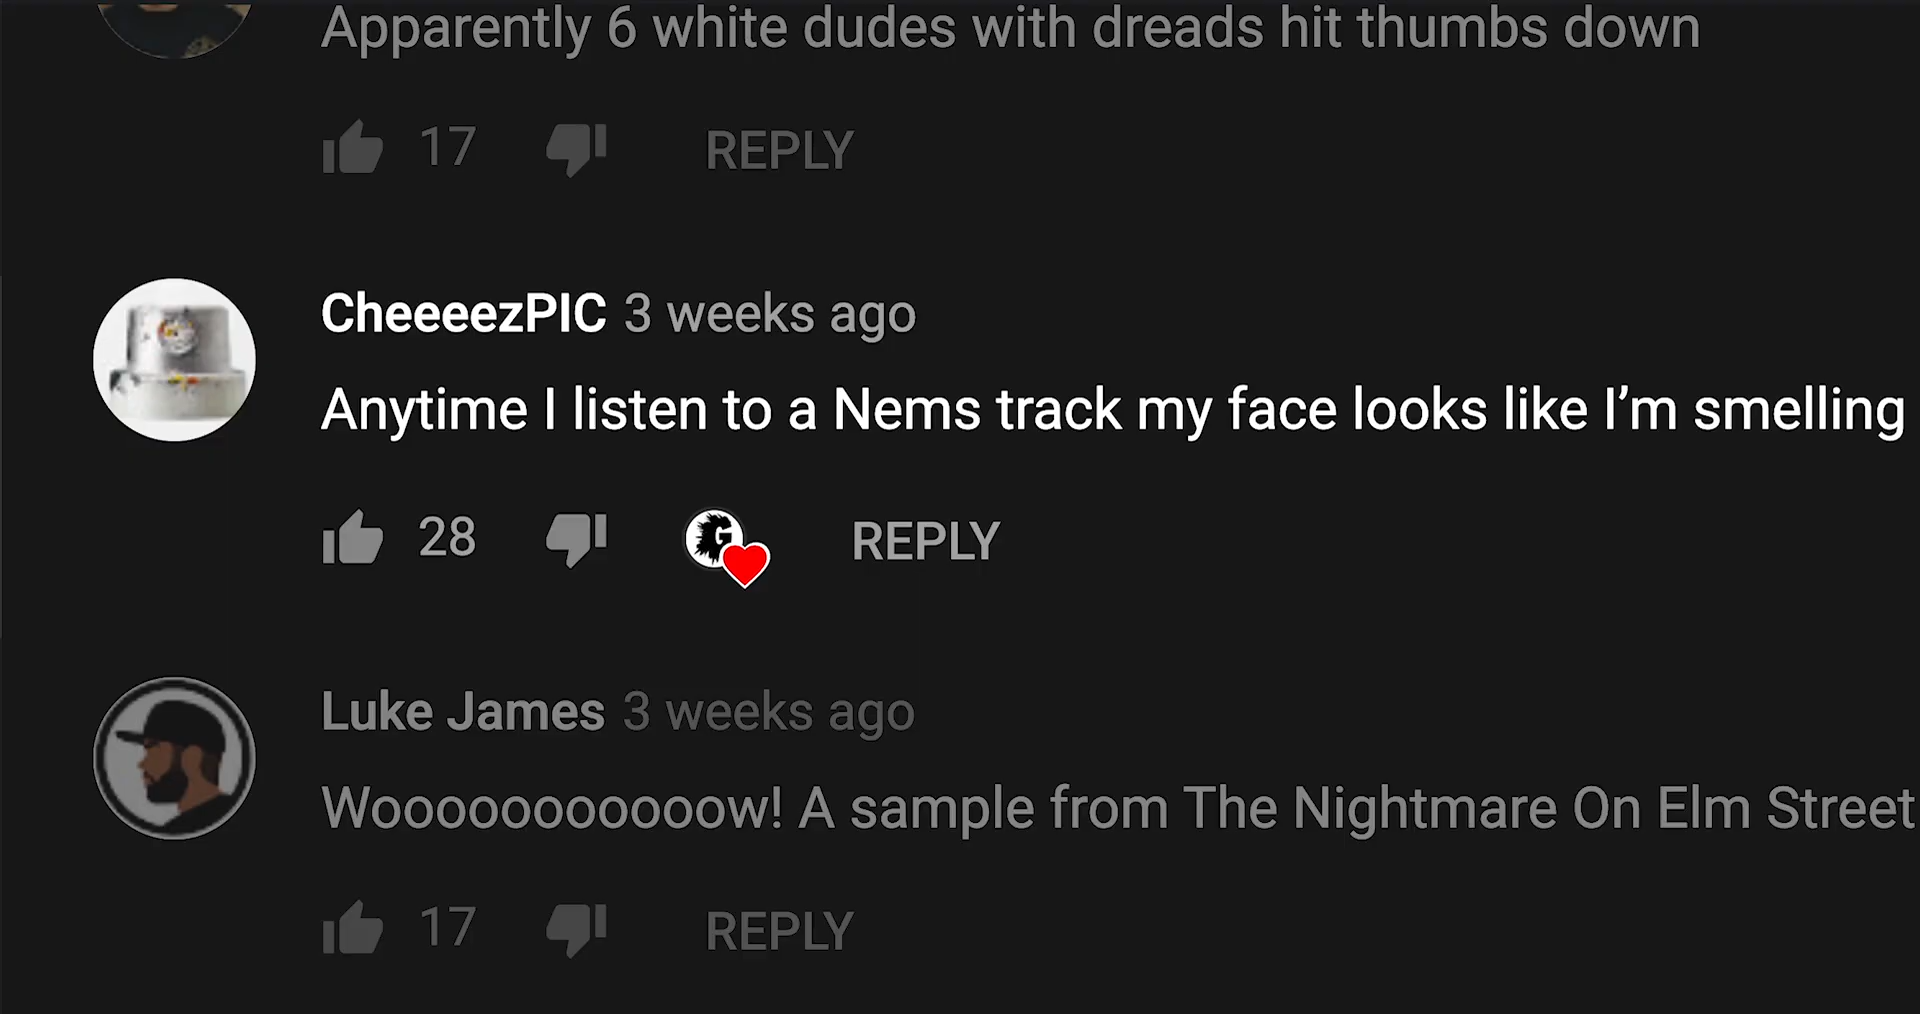 Apparently 6 white dudes with dreads hit thumbs down
17 REPLY
CheeeezPIC 3 weeks ago
Anytime I listen to a Nems track my face looks like I’m smelling
28 G REPLY
Luke James 3 weeks ago
Wooooooooooow! A sample from The Nightmare On Elm Street
17 REPLY